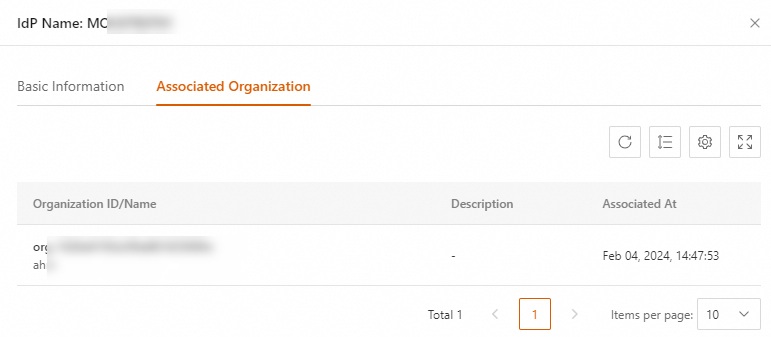 IdP Name: MC
Basic Information Associated Organization
Organization ID/Name Description Associated At
org
ah
- Feb 04, 2024, 14:47:53
Total 1 1 Items per page: 10